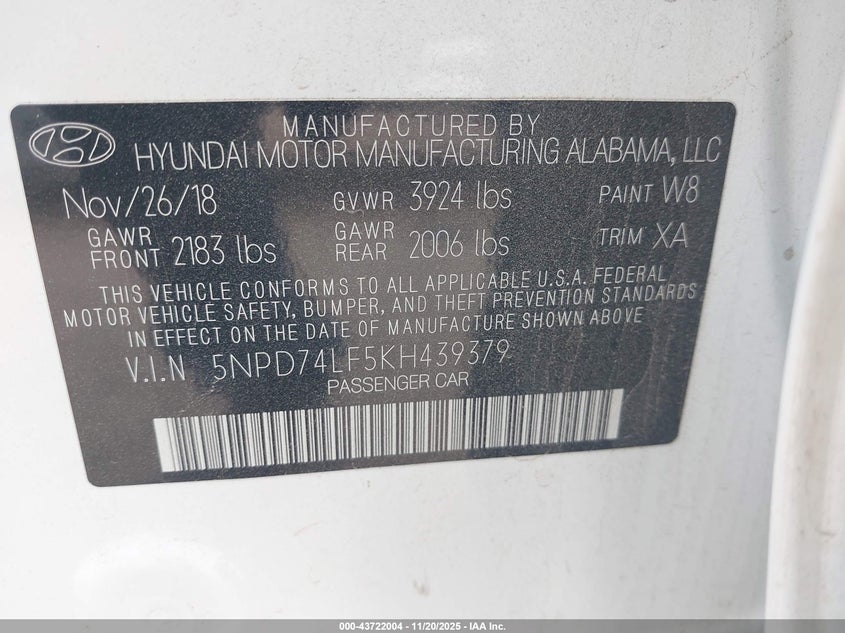 MANUFACTURED BY
HYUNDAI MOTOR MANUFACTURING ALABAMA, LLC
Nov/26/18 GVWR 3924 lbs PAINT W8
GAWR FRONT 2183 lbs GAWR REAR 2006 lbs TRIM XA
THIS VEHICLE CONFORMS TO ALL APPLICABLE U.S.A. FEDERAL
MOTOR VEHICLE SAFETY, BUMPER, AND THEFT PREVENTION STANDARDS
IN EFFECT ON THE DATE OF MANUFACTURE SHOWN ABOVE
V.I.N 5NPD74LF5KH439379
PASSENGER CAR
000-43722004 - 11/20/2025 - IAA Inc.